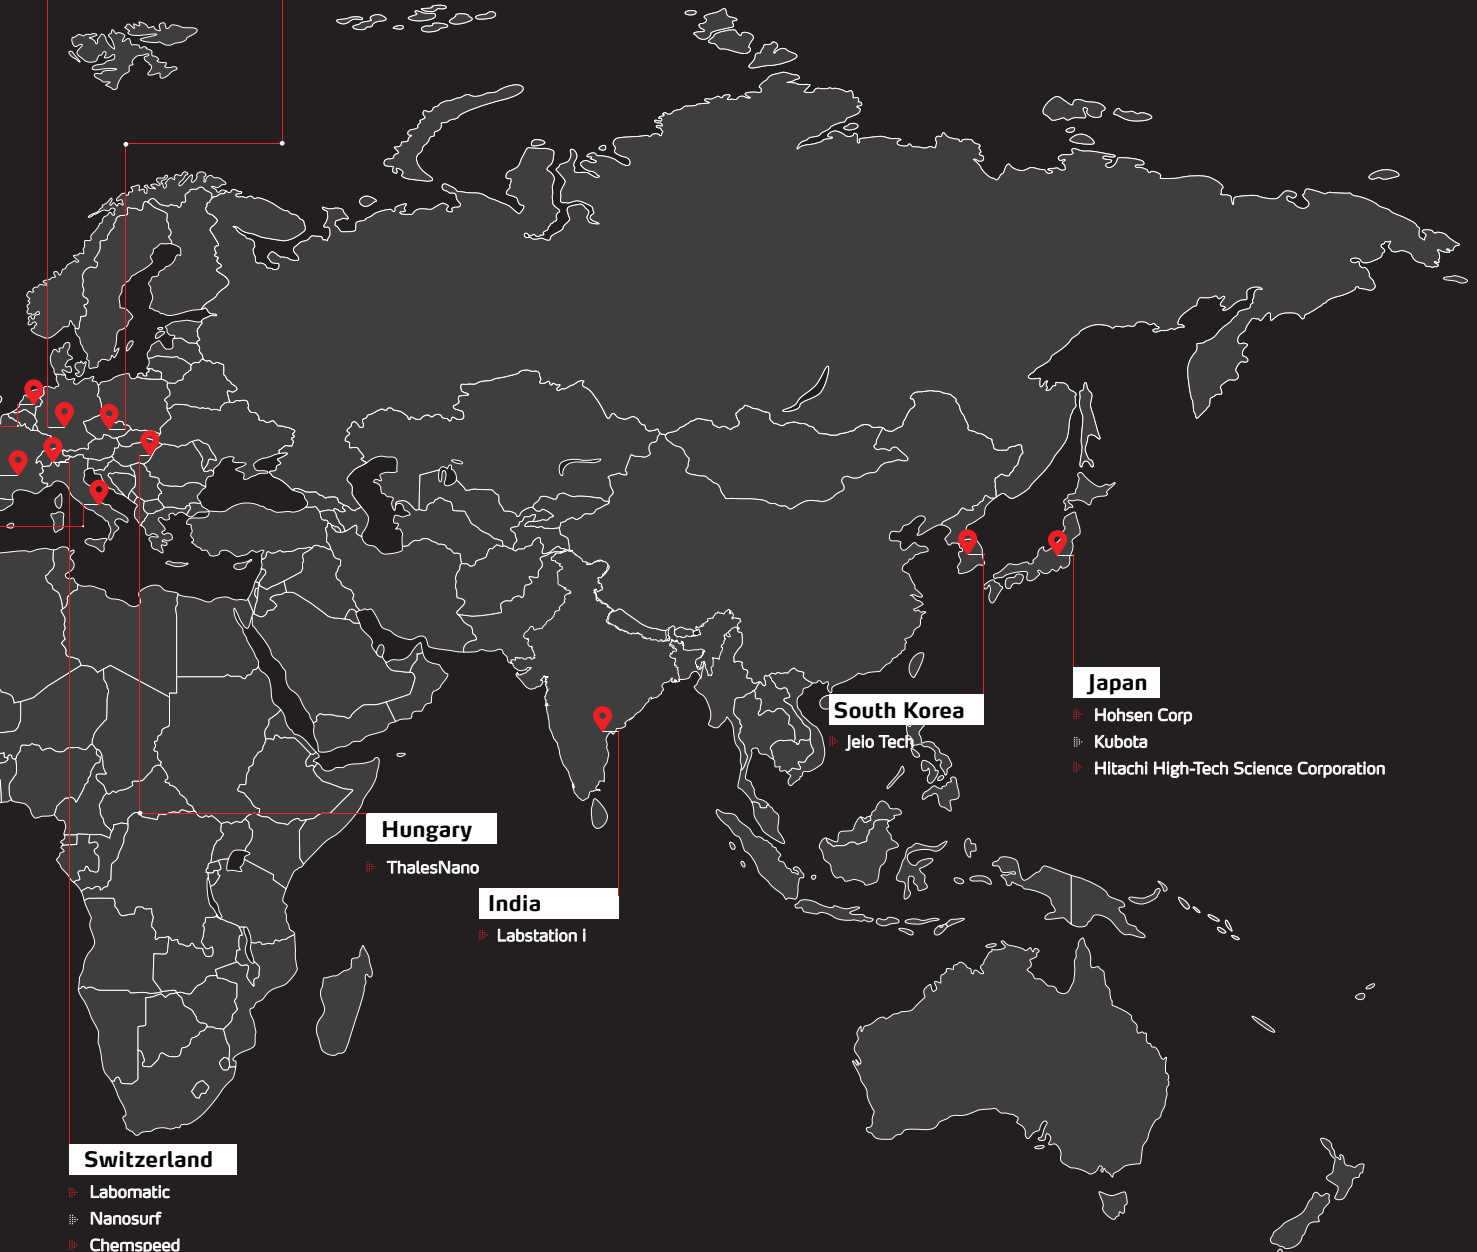 Japan
Hohsen Corp
Kubota
Hitachi High-Tech Science Corporation
South Korea
Jeio Tech
Hungary
ThalesNano
India
Labstation i
Switzerland
Labomatic
Nanosurf
Chemspeed